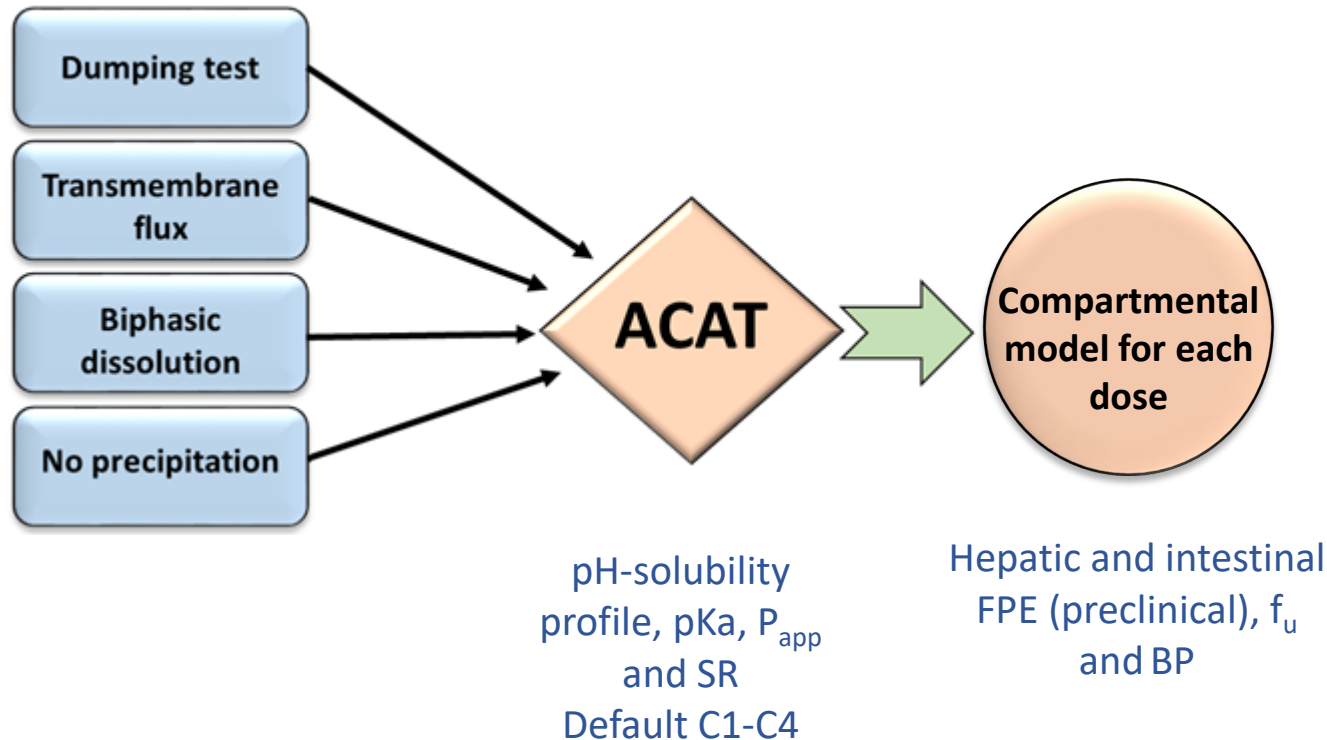 Dumping test
Transmembrane
flux
Biphasic
dissolution
No precipitation
ACAT
Compartmental
model for each
dose
pH-solubility
profile, pKa, Papp
and SR
Default C1-C4
Hepatic and intestinal
FPE (preclinical), fu
and BP